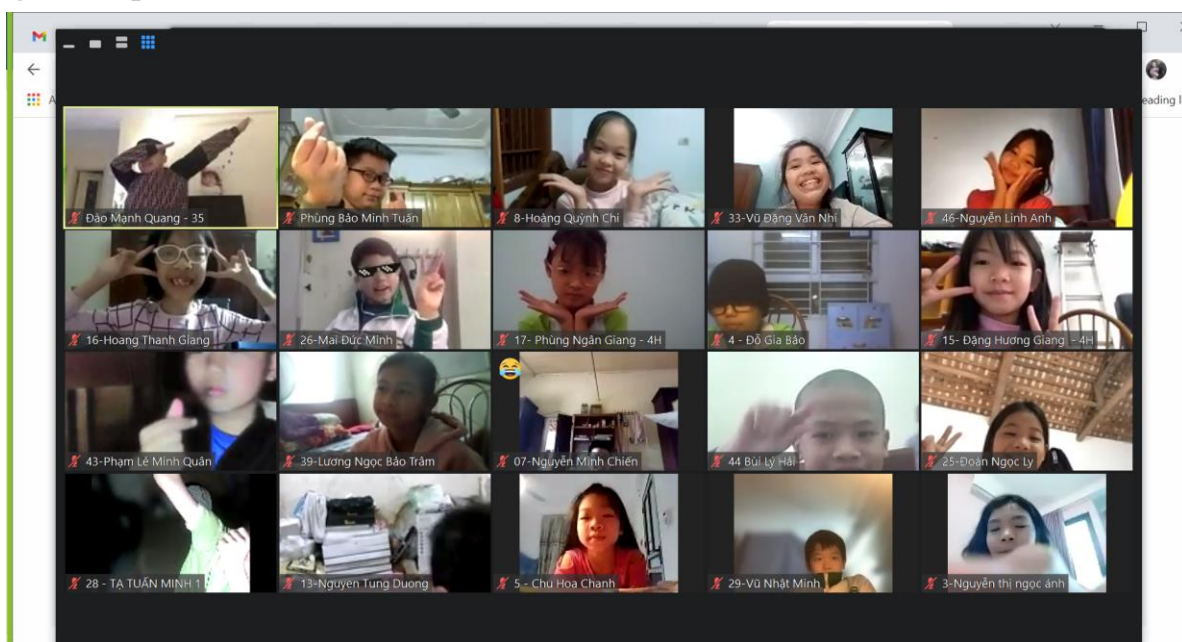 eading l
Đào Mạnh Quang - 35
Phùng Bảo Minh Tuấn
8-Hoàng Quỳnh Chi
33-Vũ Đặng Vân Nhi
46-Nguyễn Linh Anh
16-Hoang Thanh Giang
26-Mai Đức Minh
17- Phùng Ngân Giang - 4H
4 - Đỗ Gia Bảo
15- Đặng Hương Giang - 4H
43-Phạm Lê Minh Quân
39-Lương Ngọc Bảo Trâm
07-Nguyễn Minh Chiến
44 Bùi Lý Hải
25-Đoàn Ngọc Ly
28 - TẠ TUẤN MINH 1
13-Nguyen Tung Duong
5 - Chu Hoa Chanh
29-Vũ Nhật Minh
3-Nguyễn thị ngọc ánh